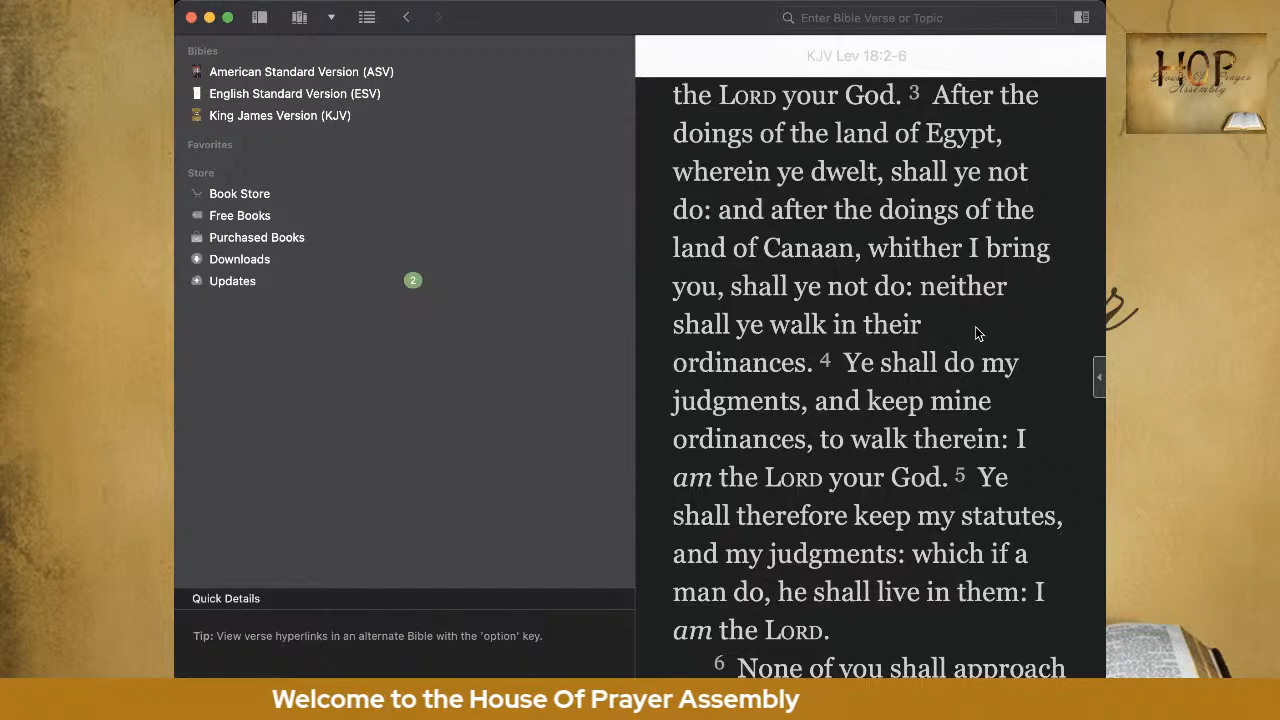 Enter Bible Verse or Topic
Bibles
American Standard Version (ASV)
English Standard Version (ESV)
King James Version (KJV)
Favorites
Store
Book Store
Free Books
Purchased Books
Downloads
Updates
2
Quick Details
Tip: View verse hyperlinks in an alternate Bible with the 'option' key.
KJV Lev 18:2-6
the LORD your God. 3 After the
doings of the land of Egypt,
wherein ye dwelt, shall ye not
do: and after the doings of the
land of Canaan, whither I bring
you, shall ye not do: neither
shall ye walk in their
ordinances. 4 Ye shall do my
judgments, and keep mine
ordinances, to walk therein: I
am the LORD your God. 5 Ye
shall therefore keep my statutes,
and my judgments: which if a
man do, he shall live in them: I
am the LORD.
6 None of you shall approach
HOP
House Of Prayer
Assembly
Welcome to the House Of Prayer Assembly